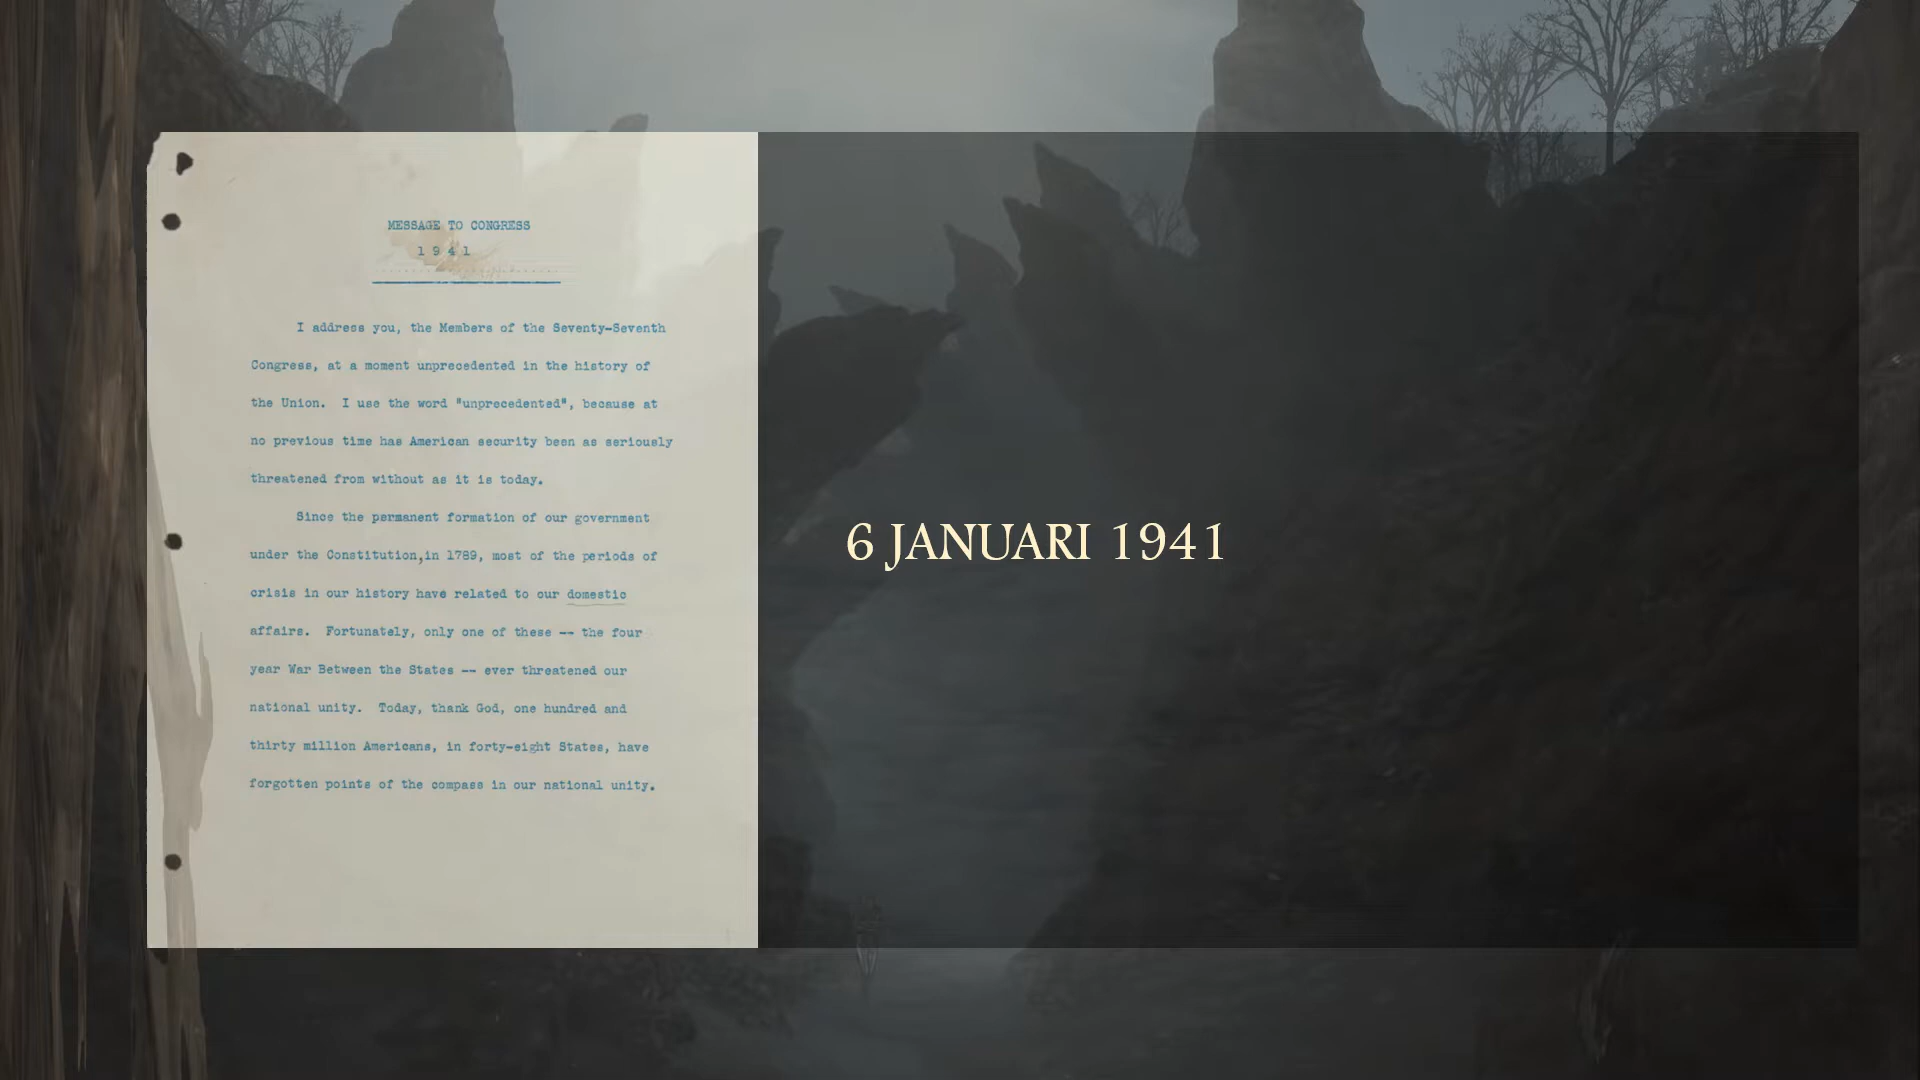 MESSAGE TO CONGRESS
1941
I address you, the Members of the Seventy-Seventh
Congress, at a moment unprecedented in the history of
the Union. I use the word "unprecedented", because at
no previous time has American security been as seriously
threatened from without as it is today.
Since the permanent formation of our government
under the Constitution,in 1789, most of the periods of
crisis in our history have related to our domestic
affairs. Fortunately, only one of these -- the four
year War Between the States -- ever threatened our
national unity. Today, thank God, one hundred and
thirty million Americans, in forty-eight States, have
forgotten points of the compass in our national unity.
6 JANUARI 1941